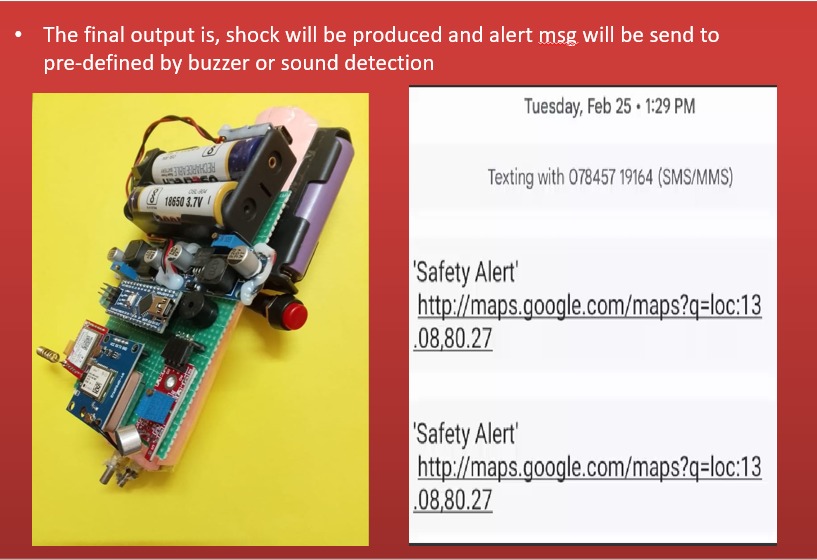 • The final output is, shock will be produced and alert msg will be send to
pre-defined by buzzer or sound detection
18650 3.7V
Tuesday, Feb 25 • 1:29 PM
Texting with 078457 19164 (SMS/MMS)
'Safety Alert'
http://maps.google.com/maps?q=loc:13
.08,80.27
'Safety Alert'
http://maps.google.com/maps?q=loc:13
.08,80.27